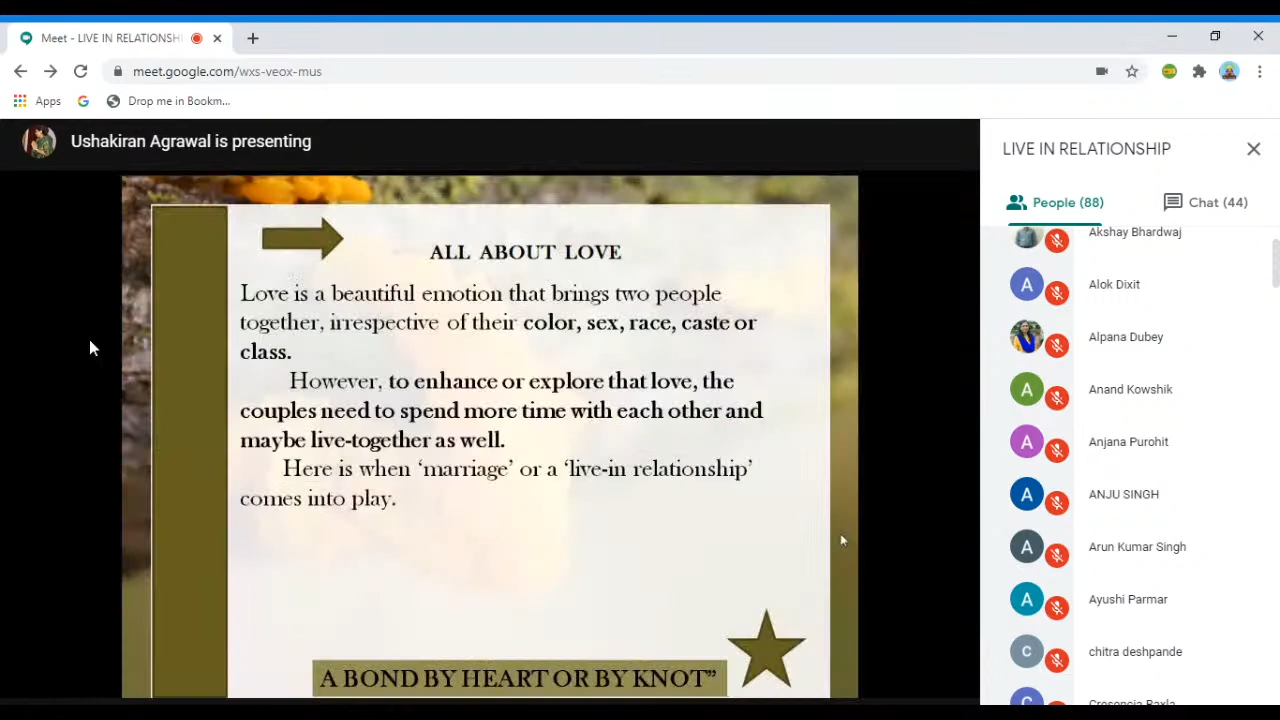 Meet - LIVE IN RELATIONSH
meet.google.com/wxs-veox-mus
Apps
Drop me in Bookm...
Ushakiran Agrawal is presenting
ALL ABOUT LOVE
Love is a beautiful emotion that brings two people
together, irrespective of their color, sex, race, caste or
class.
However, to enhance or explore that love, the
couples need to spend more time with each other and
maybe live-together as well.
Here is when ‘marriage’ or a ‘live-in relationship’
comes into play.
A BOND BY HEART OR BY KNOT”
LIVE IN RELATIONSHIP
People (88)
Chat (44)
Akshay Bhardwaj
A
Alok Dixit
Alpana Dubey
A
Anand Kowshik
A
Anjana Purohit
A
ANJU SINGH
A
Arun Kumar Singh
A
Ayushi Parmar
C
chitra deshpande